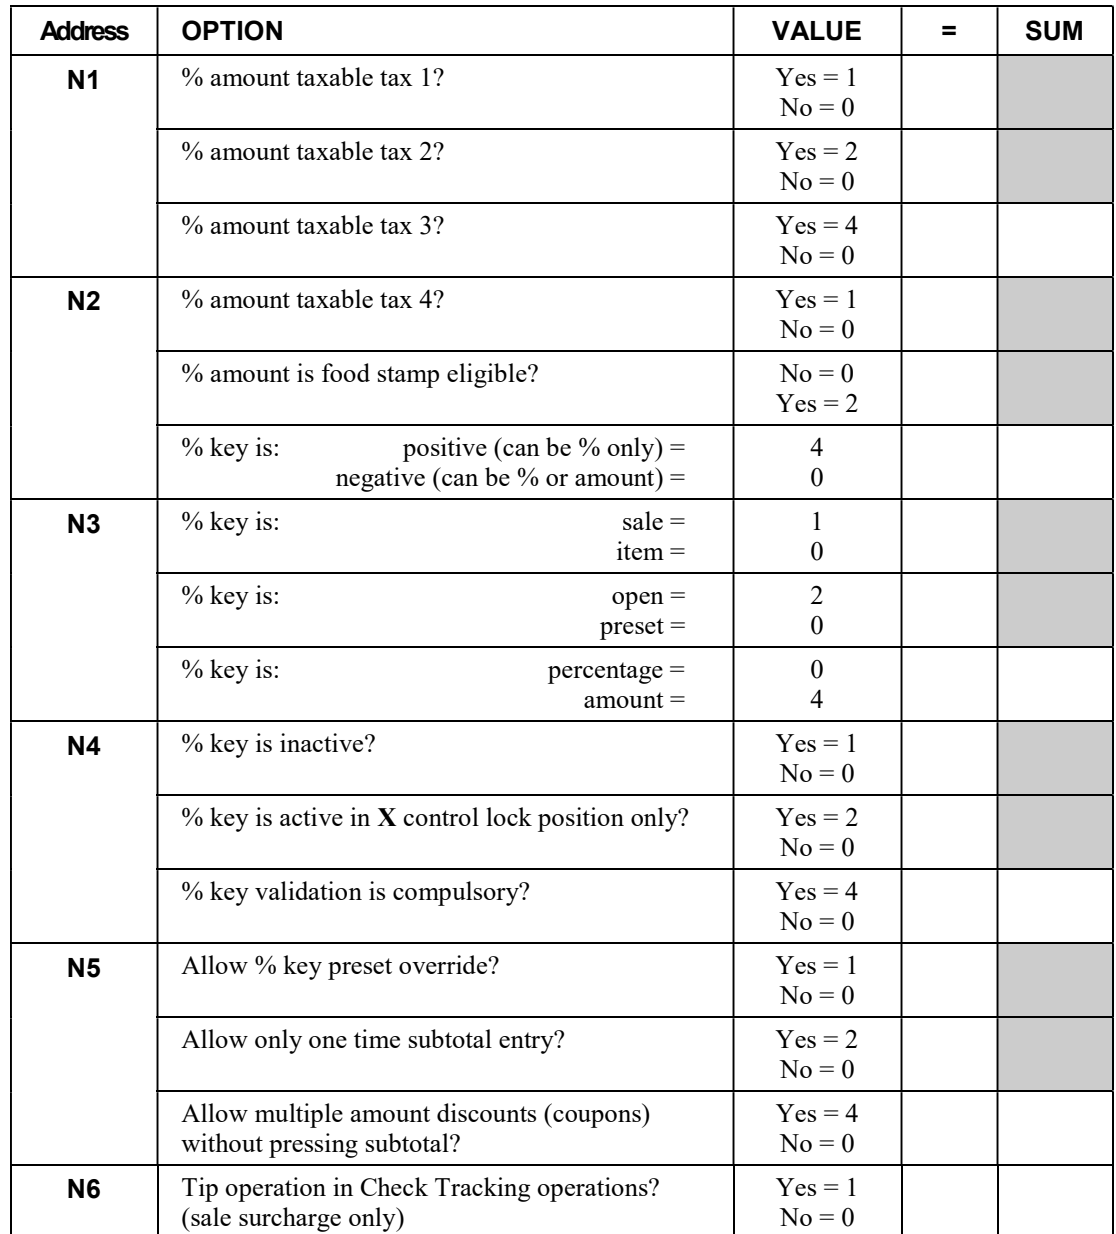 Address OPTION VALUE = SUM
N1 % amount taxable tax 1? Yes = 1
No = 0
% amount taxable tax 2? Yes = 2
No = 0
% amount taxable tax 3? Yes = 4
No = 0
N2 % amount taxable tax 4? Yes = 1
No = 0
% amount is food stamp eligible? No = 0
Yes = 2
% key is: positive (can be % only) = 4
negative (can be % or amount) = 0
N3 % key is: sale = 1
item = 0
% key is: open = 2
preset = 0
% key is: percentage = 0
amount = 4
N4 % key is inactive? Yes = 1
No = 0
% key is active in X control lock position only? Yes = 2
No = 0
% key validation is compulsory? Yes = 4
No = 0
N5 Allow % key preset override? Yes = 1
No = 0
Allow only one time subtotal entry? Yes = 2
No = 0
Allow multiple amount discounts (coupons) Yes = 4
without pressing subtotal? No = 0
N6 Tip operation in Check Tracking operations? Yes = 1
(sale surcharge only) No = 0